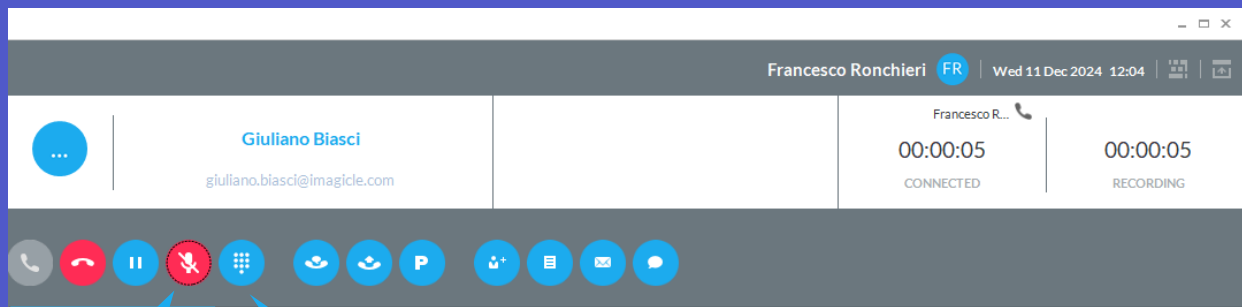 Francesco Ronchieri FR Wed 11 Dec 2024 12:04
Francesco R...
... Giuliano Biasci 00:00:05 00:00:05
giuliano.biasci@imagicle.com CONNECTED RECORDING
P